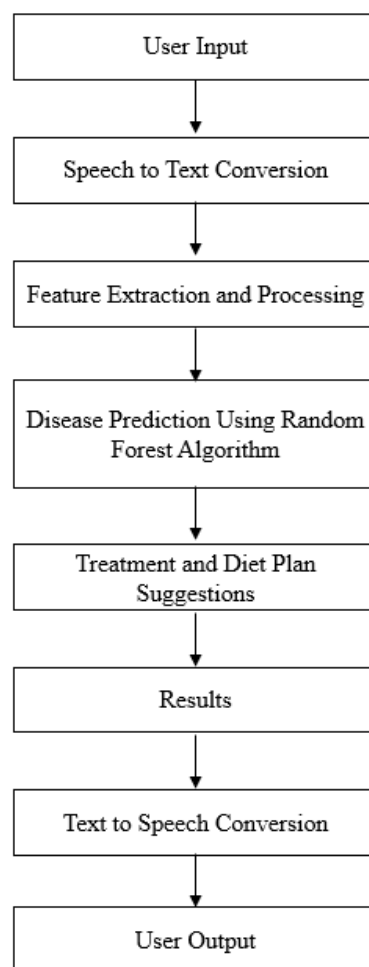 User Input
Speech to Text Conversion
Feature Extraction and Processing
Disease Prediction Using Random
Forest Algorithm
Treatment and Diet Plan
Suggestions
Results
Text to Speech Conversion
User Output